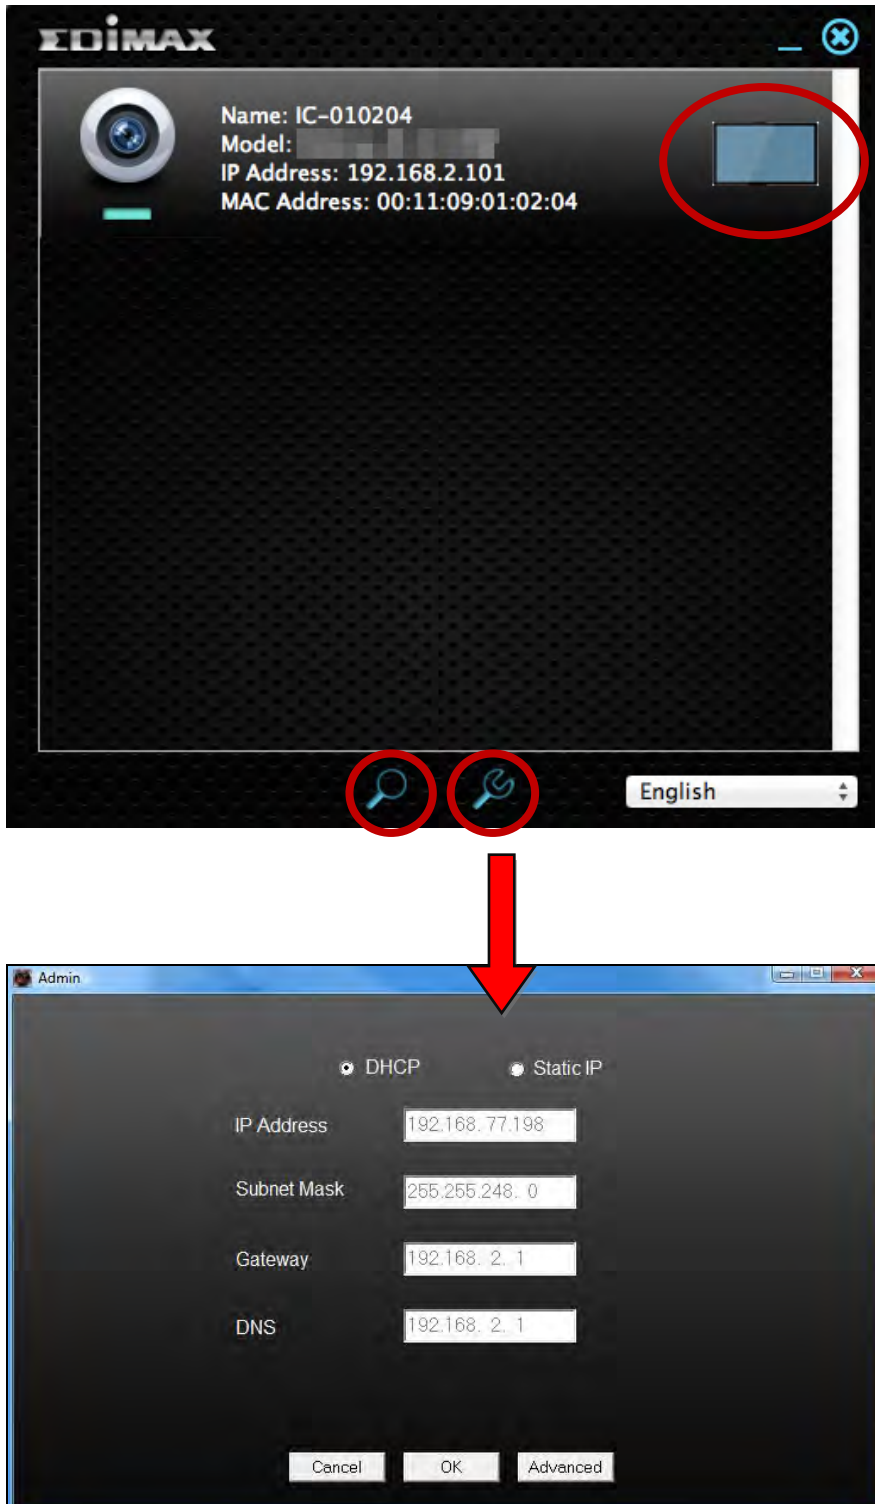 EDIMAX
Name: IC-010204
Model:
IP Address: 192.168.2.101
MAC Address: 00:11:09:01:02:04
English
Admin
DHCP Static IP
IP Address 192.168. 77.198
Subnet Mask 255.255.248. 0
Gateway 192.168. 2. 1
DNS 192.168. 2. 1
Cancel OK Advanced